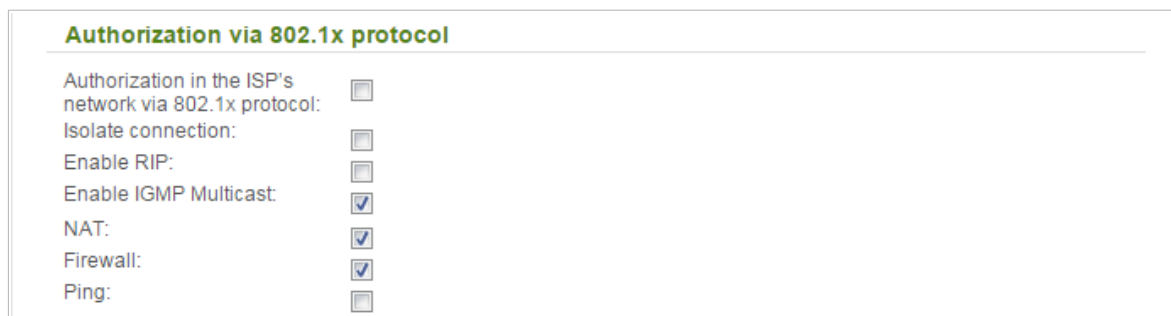 Authorization via 802.1x protocol
Authorization in the ISP's
network via 802.1x protocol:
Isolate connection:
Enable RIP:
Enable IGMP Multicast:
NAT:
Firewall:
Ping: